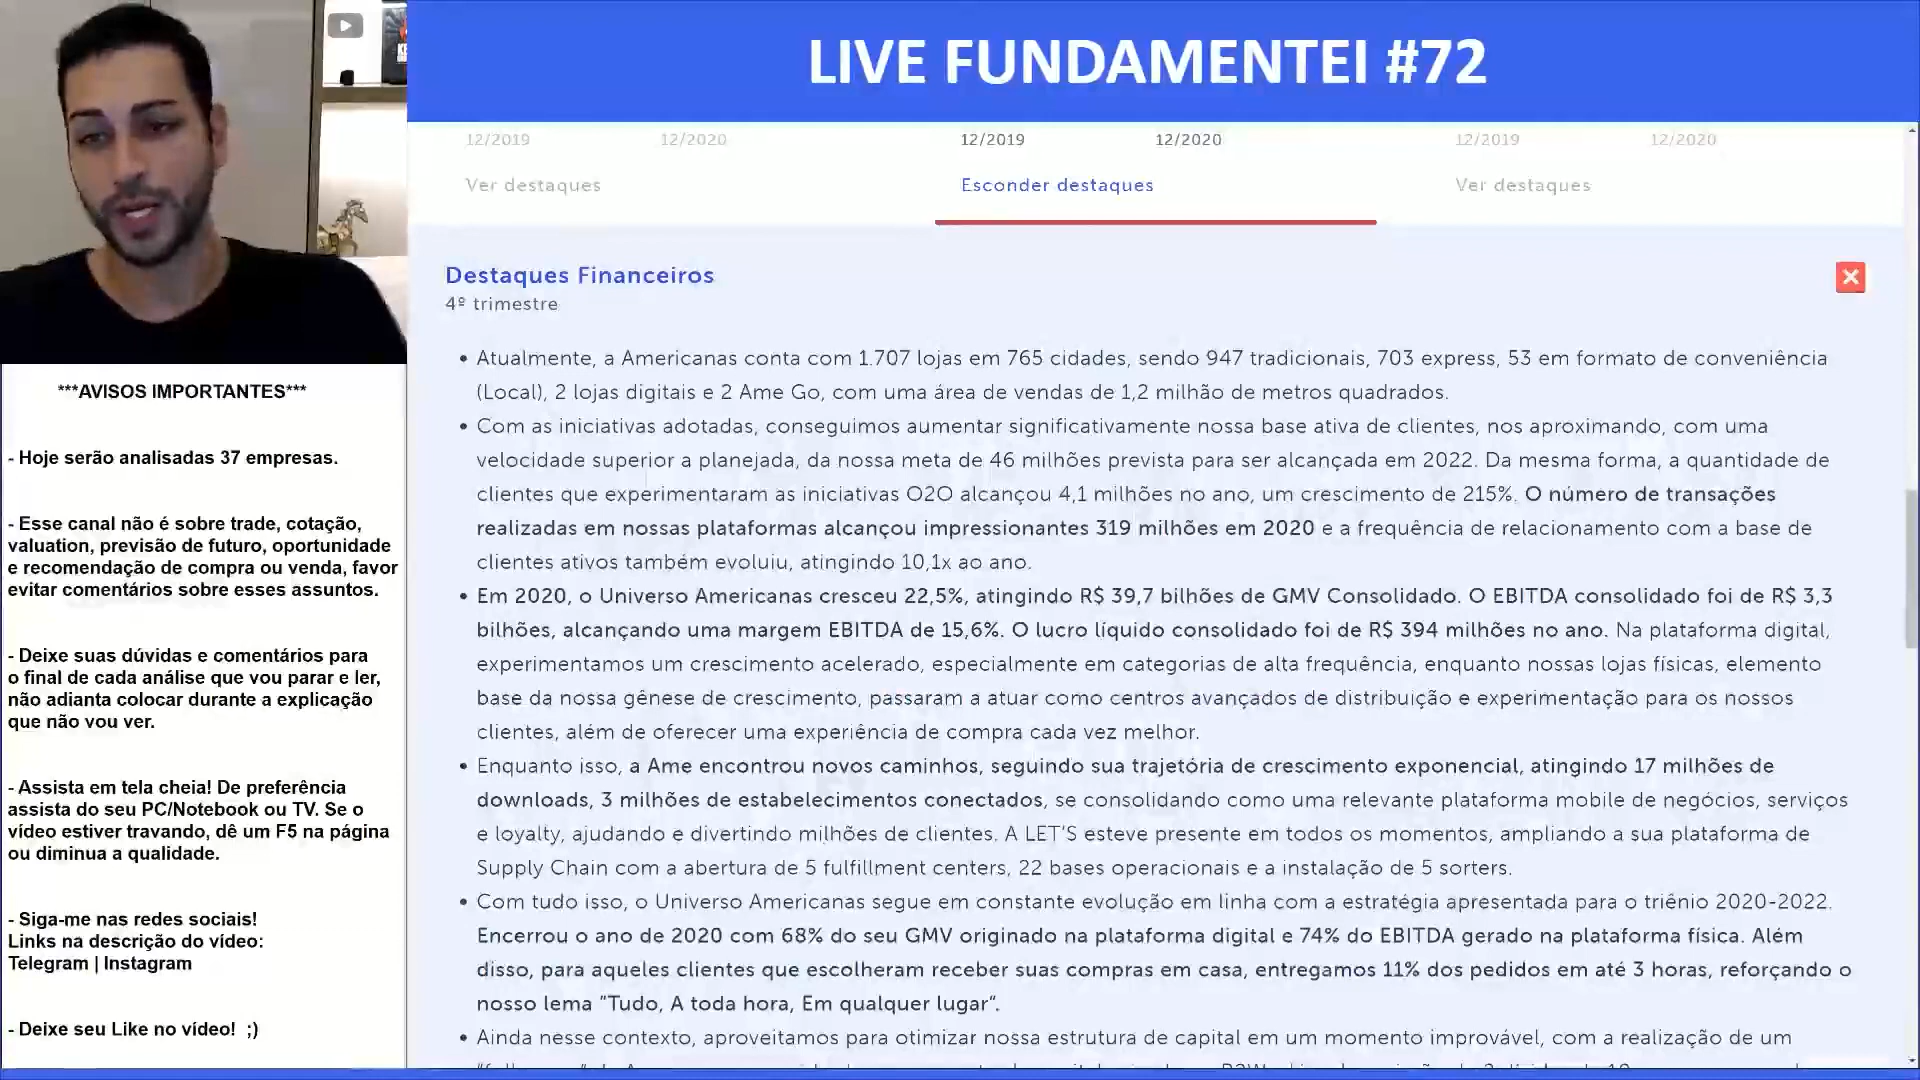 LIVE FUNDAMENTEI #72
12/2019 12/2020 12/2019 12/2020 12/2019 12/2020
Ver destaques Esconder destaques Ver destaques
Destaques Financeiros
4º trimestre
• Atualmente, a Americanas conta com 1.707 lojas em 765 cidades, sendo 947 tradicionais, 703 express, 53 em formato de conveniência
(Local), 2 lojas digitais e 2 Ame Go, com uma área de vendas de 1,2 milhão de metros quadrados.
• Com as iniciativas adotadas, conseguimos aumentar significativamente nossa base ativa de clientes, nos aproximando, com uma
velocidade superior a planejada, da nossa meta de 46 milhões prevista para ser alcançada em 2022. Da mesma forma, a quantidade de
clientes que experimentaram as iniciativas O2O alcançou 4,1 milhões no ano, um crescimento de 215%. O número de transações
realizadas em nossas plataformas alcançou impressionantes 319 milhões em 2020 e a frequência de relacionamento com a base de
clientes ativos também evoluiu, atingindo 10,1x ao ano.
• Em 2020, o Universo Americanas cresceu 22,5%, atingindo R$ 39,7 bilhões de GMV Consolidado. O EBITDA consolidado foi de R$ 3,3
bilhões, alcançando uma margem EBITDA de 15,6%. O lucro líquido consolidado foi de R$ 394 milhões no ano. Na plataforma digital,
experimentamos um crescimento acelerado, especialmente em categorias de alta frequência, enquanto nossas lojas físicas, elemento
base da nossa gênese de crescimento, passaram a atuar como centros avançados de distribuição e experimentação para os nossos
clientes, além de oferecer uma experiência de compra cada vez melhor.
• Enquanto isso, a Ame encontrou novos caminhos, seguindo sua trajetória de crescimento exponencial, atingindo 17 milhões de
downloads, 3 milhões de estabelecimentos conectados, se consolidando como uma relevante plataforma mobile de negócios, serviços
e loyalty, ajudando e divertindo milhões de clientes. A LET'S esteve presente em todos os momentos, ampliando a sua plataforma de
Supply Chain com a abertura de 5 fulfillment centers, 22 bases operacionais e a instalação de 5 sorters.
• Com tudo isso, o Universo Americanas segue em constante evolução em linha com a estratégia apresentada para o triênio 2020-2022.
Encerrou o ano de 2020 com 68% do seu GMV originado na plataforma digital e 74% do EBITDA gerado na plataforma física. Além
disso, para aqueles clientes que escolheram receber suas compras em casa, entregamos 11% dos pedidos em até 3 horas, reforçando o
nosso lema "Tudo, A toda hora, Em qualquer lugar".
• Ainda nesse contexto, aproveitamos para otimizar nossa estrutura de capital em um momento improvável, com a realização de um
***AVISOS IMPORTANTES***
- Hoje serão analisadas 37 empresas.
- Esse canal não é sobre trade, cotação,
valuation, previsão de futuro, oportunidade
e recomendação de compra ou venda, favor
evitar comentários sobre esses assuntos.
- Deixe suas dúvidas e comentários para
o final de cada análise que vou parar e ler,
não adianta colocar durante a explicação
que não vou ver.
- Assista em tela cheia! De preferência
assista do seu PC/Notebook ou TV. Se o
vídeo estiver travando, dê um F5 na página
ou diminua a qualidade.
- Siga-me nas redes sociais!
Links na descrição do vídeo:
Telegram | Instagram
- Deixe seu Like no vídeo! ;)